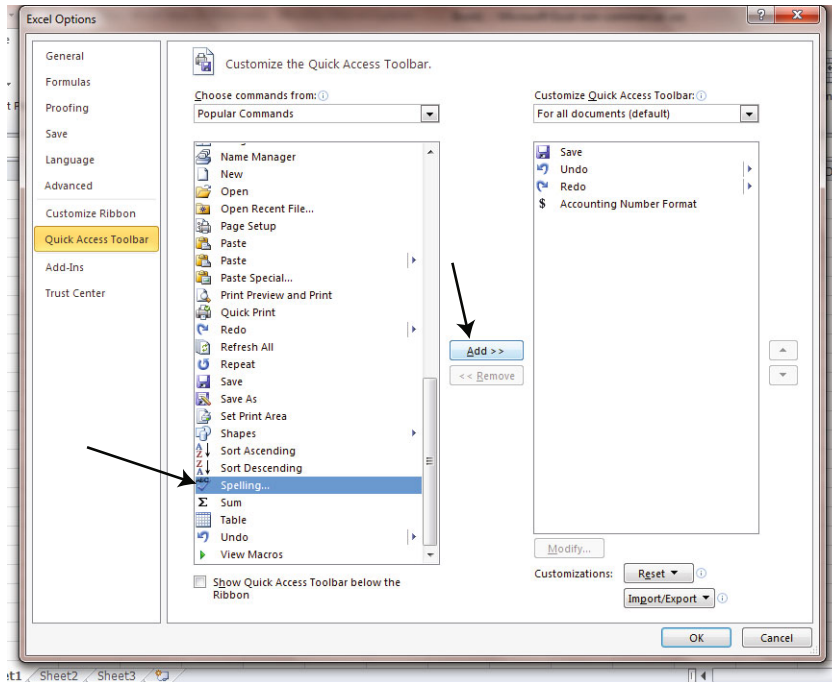 Excel Options
General
Formulas
Proofing
Save
Language
Advanced
Customize Ribbon
Quick Access Toolbar
Add-Ins
Trust Center
Customize the Quick Access Toolbar.
Choose commands from:
Popular Commands
Name Manager
New
Open
Open Recent File...
Page Setup
Paste
Paste
Paste Special...
Print Preview and Print
Quick Print
Redo
Refresh All
Repeat
Save
Save As
Set Print Area
Shapes
Sort Ascending
Sort Descending
Spelling...
Sum
Table
Undo
View Macros
Show Quick Access Toolbar below the
Ribbon
Add >>
<< Remove
Customize Quick Access Toolbar:
For all documents (default)
Save
Undo
Redo
$ Accounting Number Format
Modify...
Customizations: Reset
Import/Export
OK Cancel
Sheet2 Sheet3